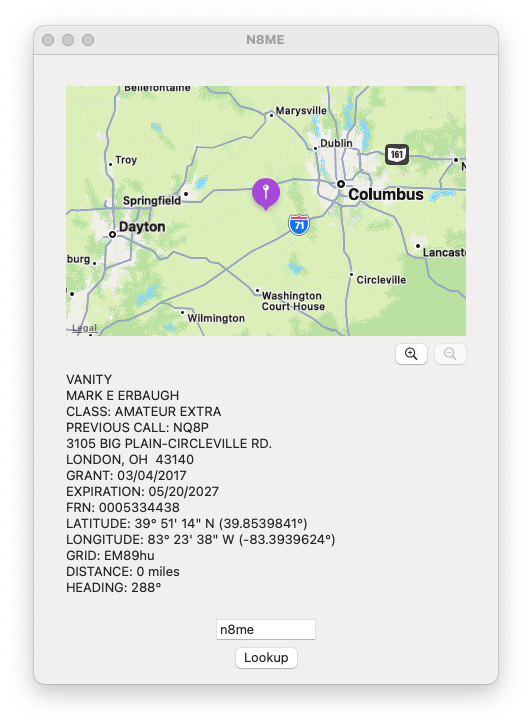 N8ME
Bellefontaine
Marysville
Dublin
161
Troy
Springfield
Columbus
Dayton
71
Lancast
burg
Circleville
Washington
Court House
Wilmington
Legal
VANITY
MARK E ERBAUGH
CLASS: AMATEUR EXTRA
PREVIOUS CALL: NQ8P
3105 BIG PLAIN-CIRCLEVILLE RD.
LONDON, OH  43140
GRANT: 03/04/2017
EXPIRATION: 05/20/2027
FRN: 0005334438
LATITUDE: 39° 51' 14" N (39.8539841°)
LONGITUDE: 83° 23' 38" W (-83.3939624°)
GRID: EM89hu
DISTANCE: 0 miles
HEADING: 288°
n8me
Lookup